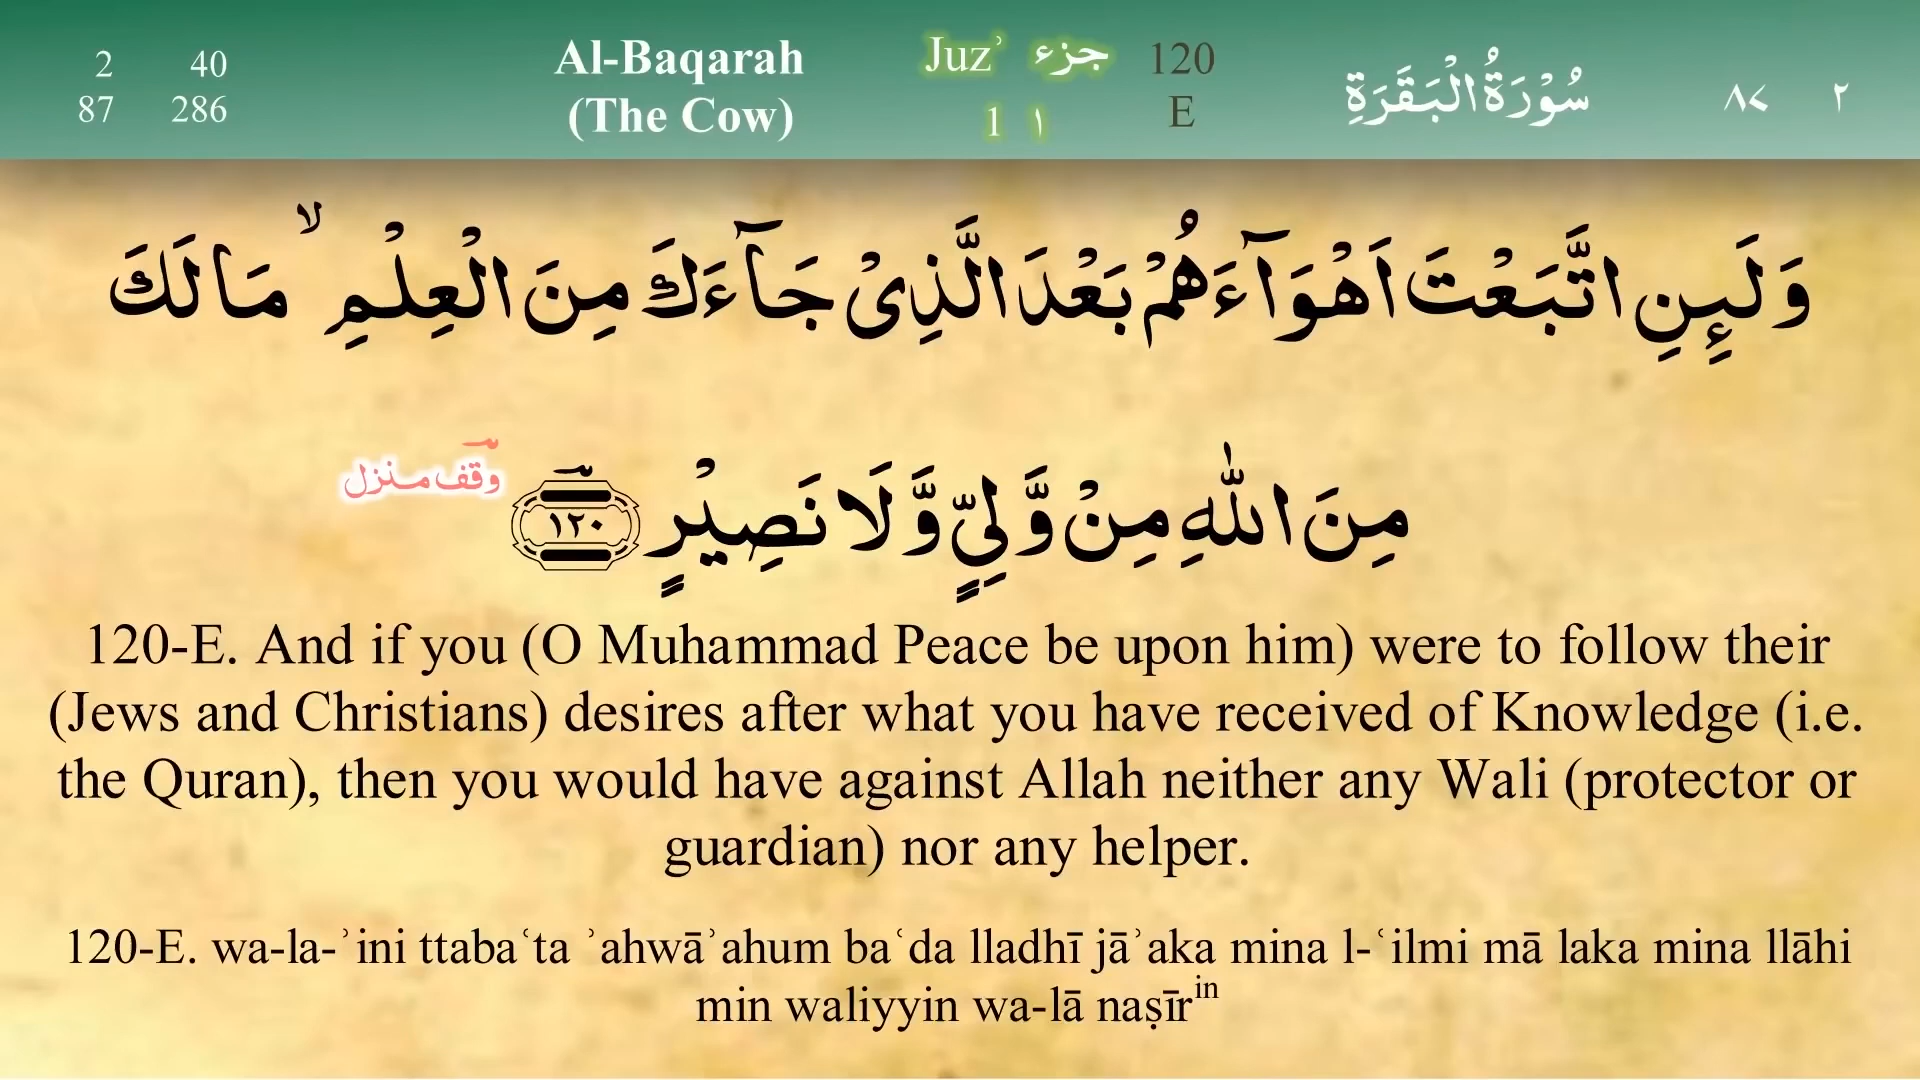 2 40
87 286
Al-Baqarah
(The Cow)
Juzʾ جزء
1 ١
120
E
سُوْرَةُ الْبَقَرَةِ
٨٧ ٢
وَلَىِٕنِ اتَّبَعْتَ اَهْوَآءَهُمْ بَعْدَ الَّذِىْ جَآءَكَ مِنَ الْعِلْمِ ۙ مَا لَكَ
مِنَ اللّٰهِ مِنْ وَّلِىٍّ وَّلَا نَصِيْرٍ ؔ ١٢٠ وقف منزل
120-E. And if you (O Muhammad Peace be upon him) were to follow their
(Jews and Christians) desires after what you have received of Knowledge (i.e.
the Quran), then you would have against Allah neither any Wali (protector or
guardian) nor any helper.
120-E. wa-la-ʾini ttabaʿta ʾahwāʾahum baʿda lladhī jāʾaka mina l-ʿilmi mā laka mina llāhi
min waliyyin wa-lā naṣīrⁱⁿ